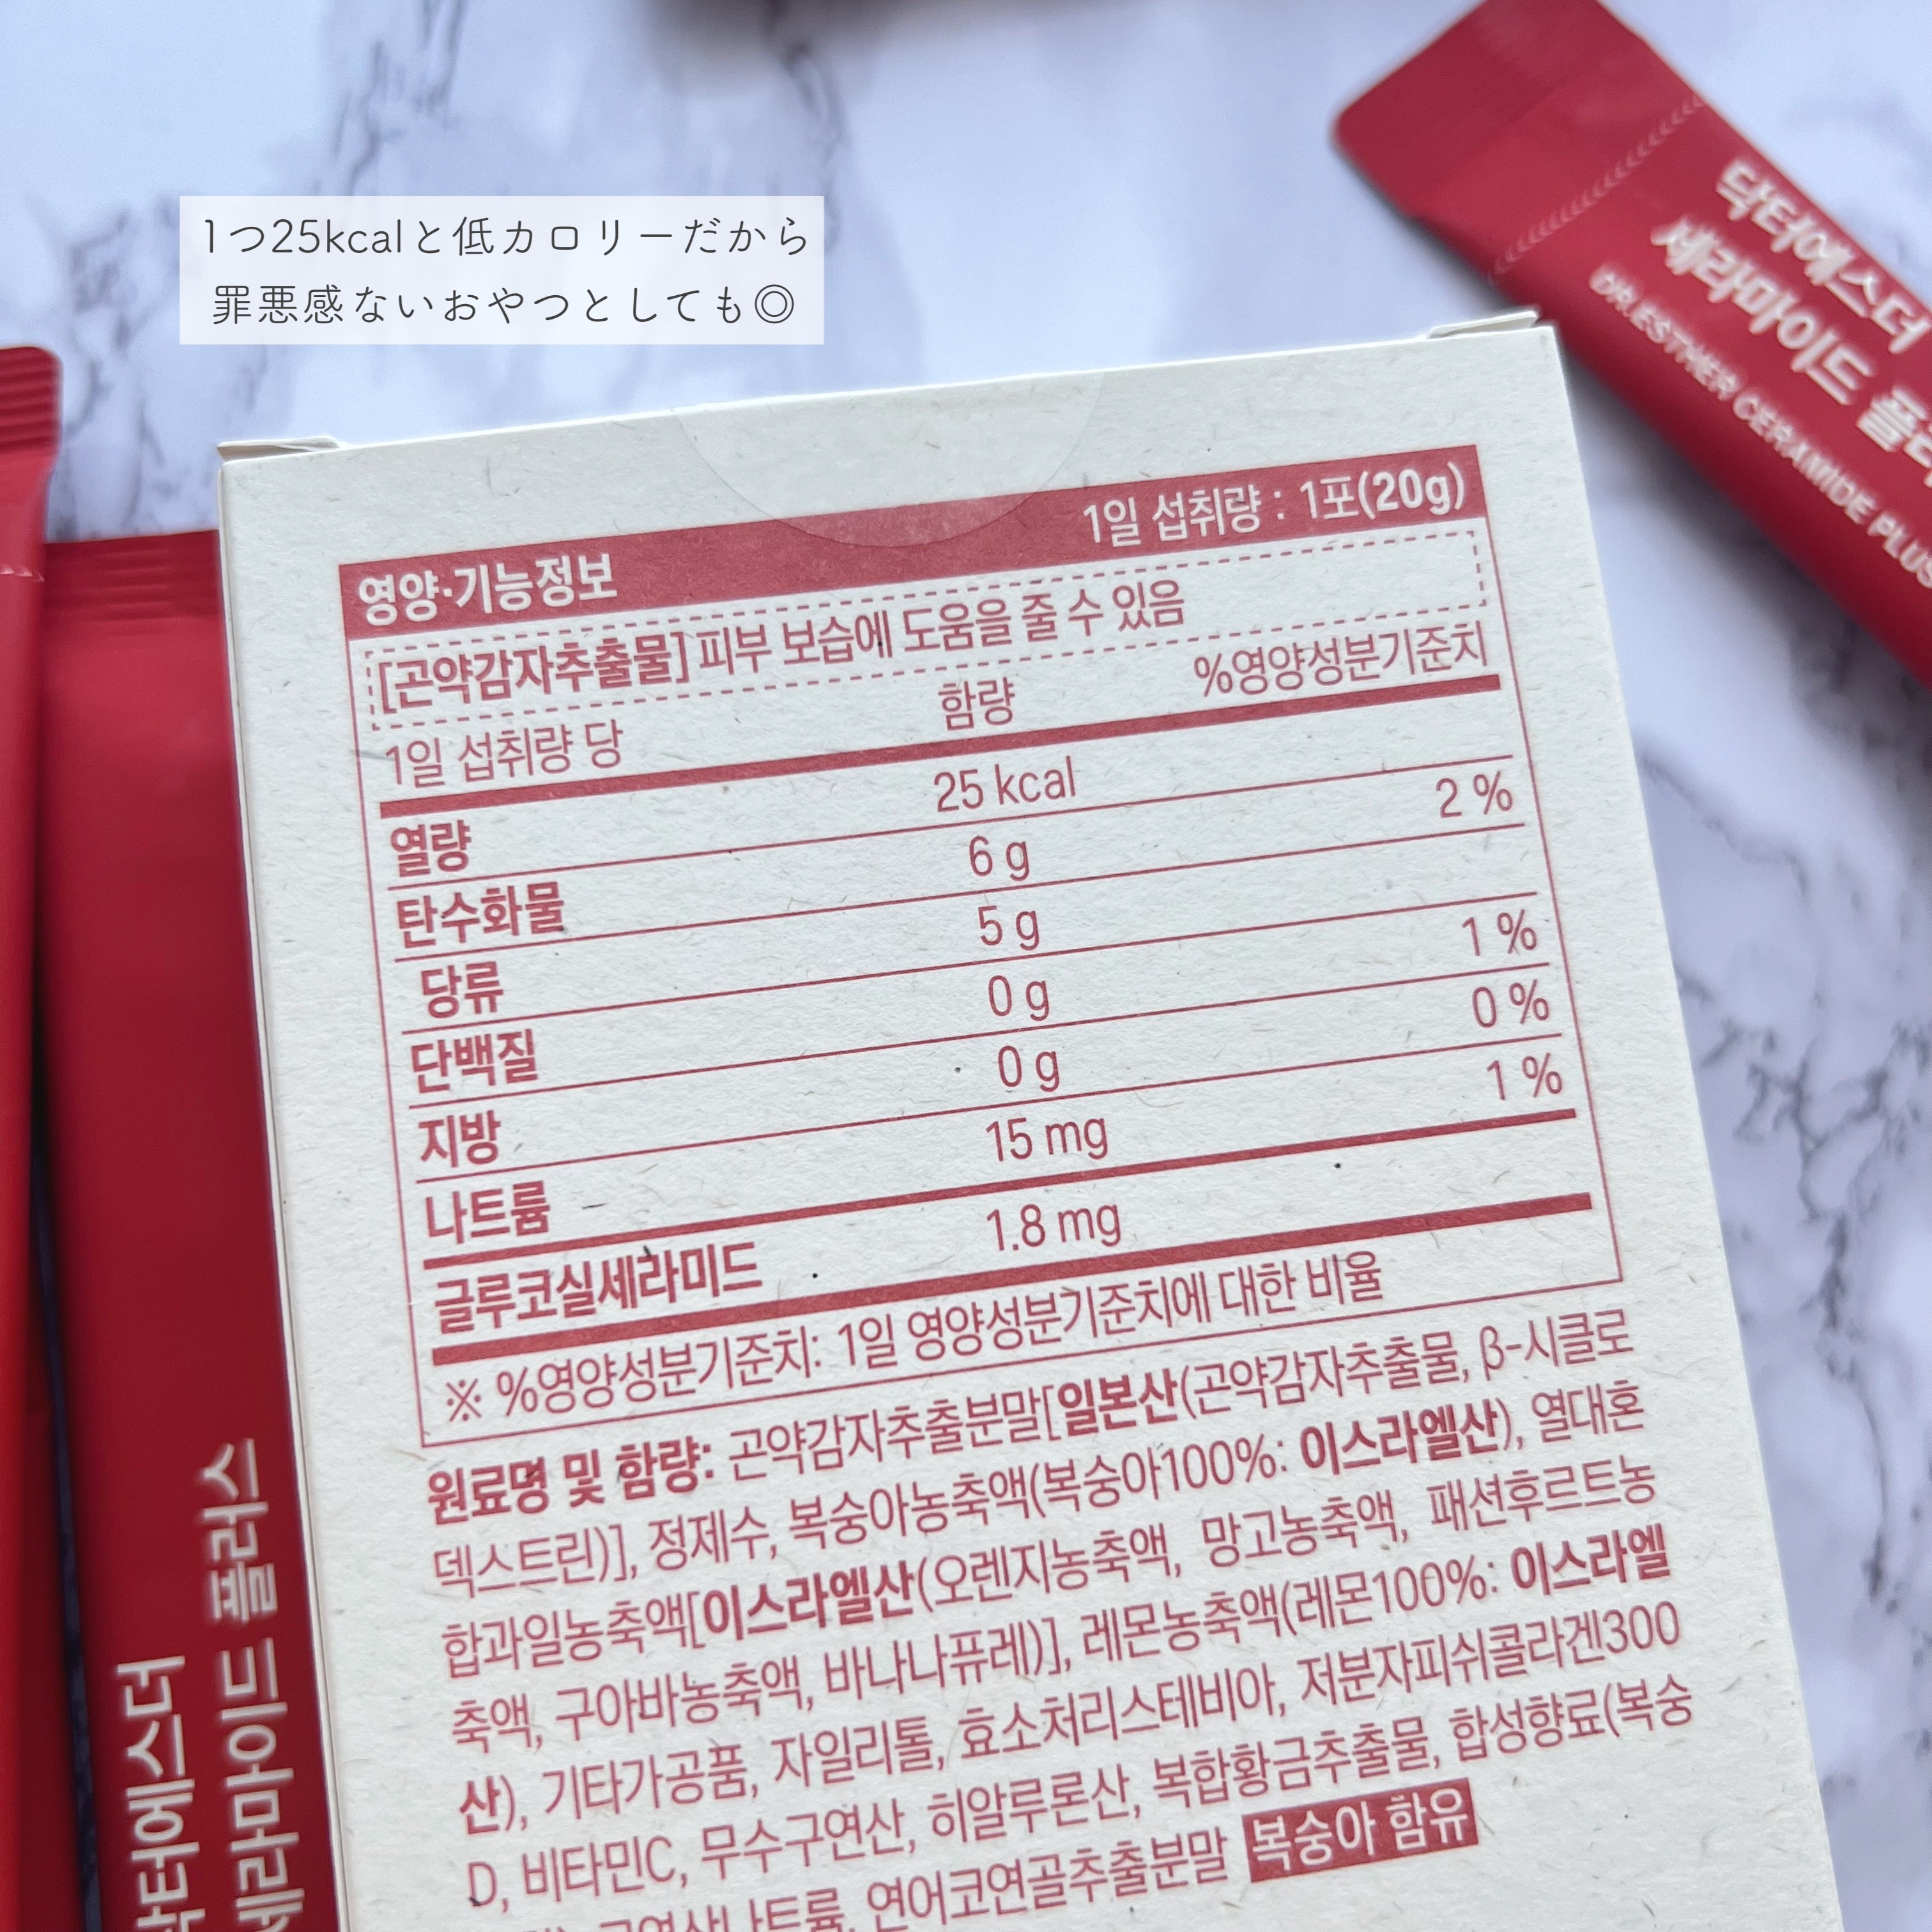 1つ25kcalと低カロリーだから
罪悪感ないおやつとしても◎
닥터에스더
세라마이드 플러
DR.ESTHER CERAMIDE PLUS
영양·기능정보 1일 섭취량 : 1포(20g)
[곤약감자추출물] 피부 보습에 도움을 줄 수 있음
1일 섭취량 당 함량 %영양성분기준치
열량 25 kcal
탄수화물 6 g 2 %
당류 5 g
단백질 0 g 1 %
지방 0 g 0 %
나트륨 15 mg 1 %
글루코실세라미드 1.8 mg
※ %영양성분기준치: 1일 영양성분기준치에 대한 비율
원료명 및 함량: 곤약감자추출분말[일본산(곤약감자추출물, β-시클로
덱스트린)], 정제수, 복숭아농축액(복숭아100%: 이스라엘산), 열대혼
합과일농축액[이스라엘산(오렌지농축액, 망고농축액, 패션후르트농
축액, 구아바농축액, 바나나퓨레)], 레몬농축액(레몬100%: 이스라엘
산), 기타가공품, 자일리톨, 효소처리스테비아, 저분자피쉬콜라겐300
D, 비타민C, 무수구연산, 히알루론산, 복합황금추출물, 합성향료(복숭
연어코연골추출분말 복숭아 함유
닥터에스더
세라마이드 플러스